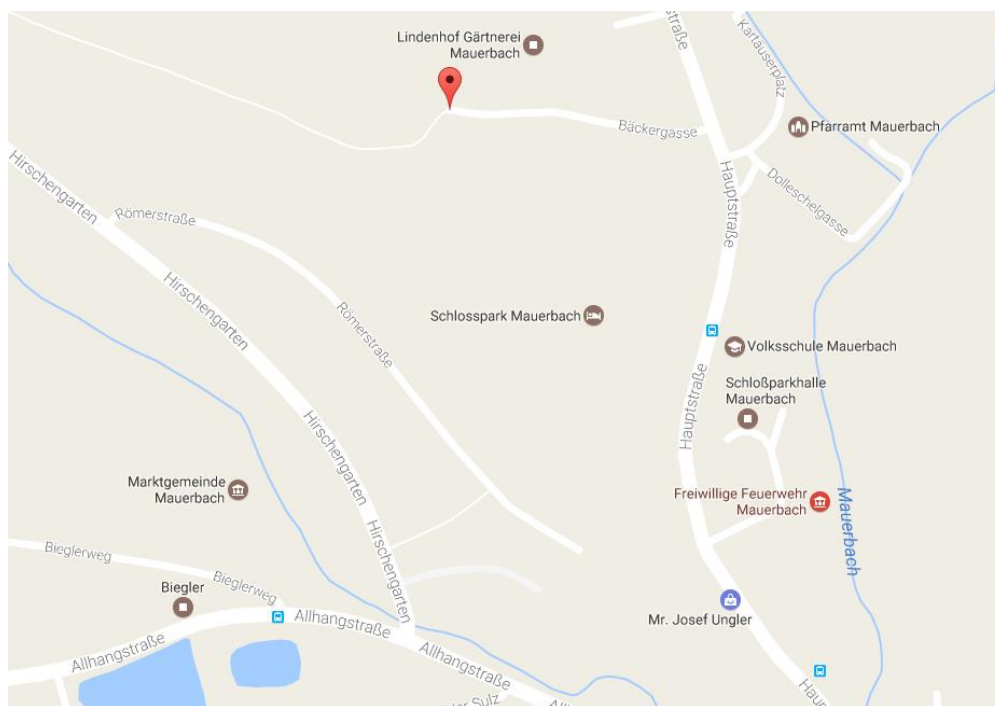 Lindenhof Gärtnerei
Mauerbach
Hauptstraße
Kartäuserplatz
Bäckergasse
Pfarramt Mauerbach
Hirschengarten
Hauptstraße
Dolleschelgasse
Römerstraße
Hirschengarten
Römerstraße
Schlosspark Mauerbach
Volksschule Mauerbach
Schloßparkhalle
Mauerbach
Hauptstraße
Hirschengarten
Marktgemeinde
Mauerbach
Freiwillige Feuerwehr
Mauerbach
Mauerbach
Hirschengarten
Bieglerweg
Bieglerweg
Biegler
Mr. Josef Ungler
Allhangstraße
Allhangstraße
Allhangstraße
Sulz